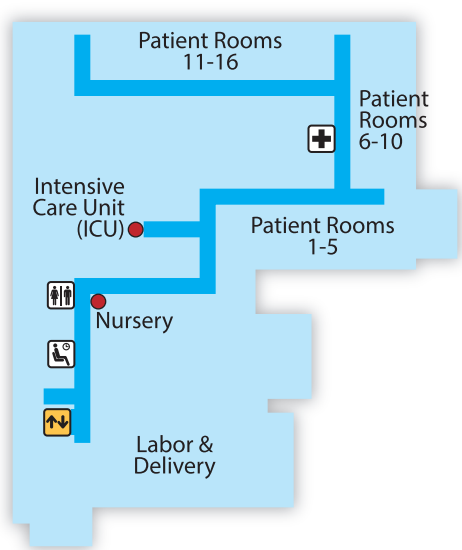 Patient Rooms
11-16
Patient
Rooms
6-10
Intensive
Care Unit
(ICU)
Patient Rooms
1-5
Nursery
Labor &
Delivery